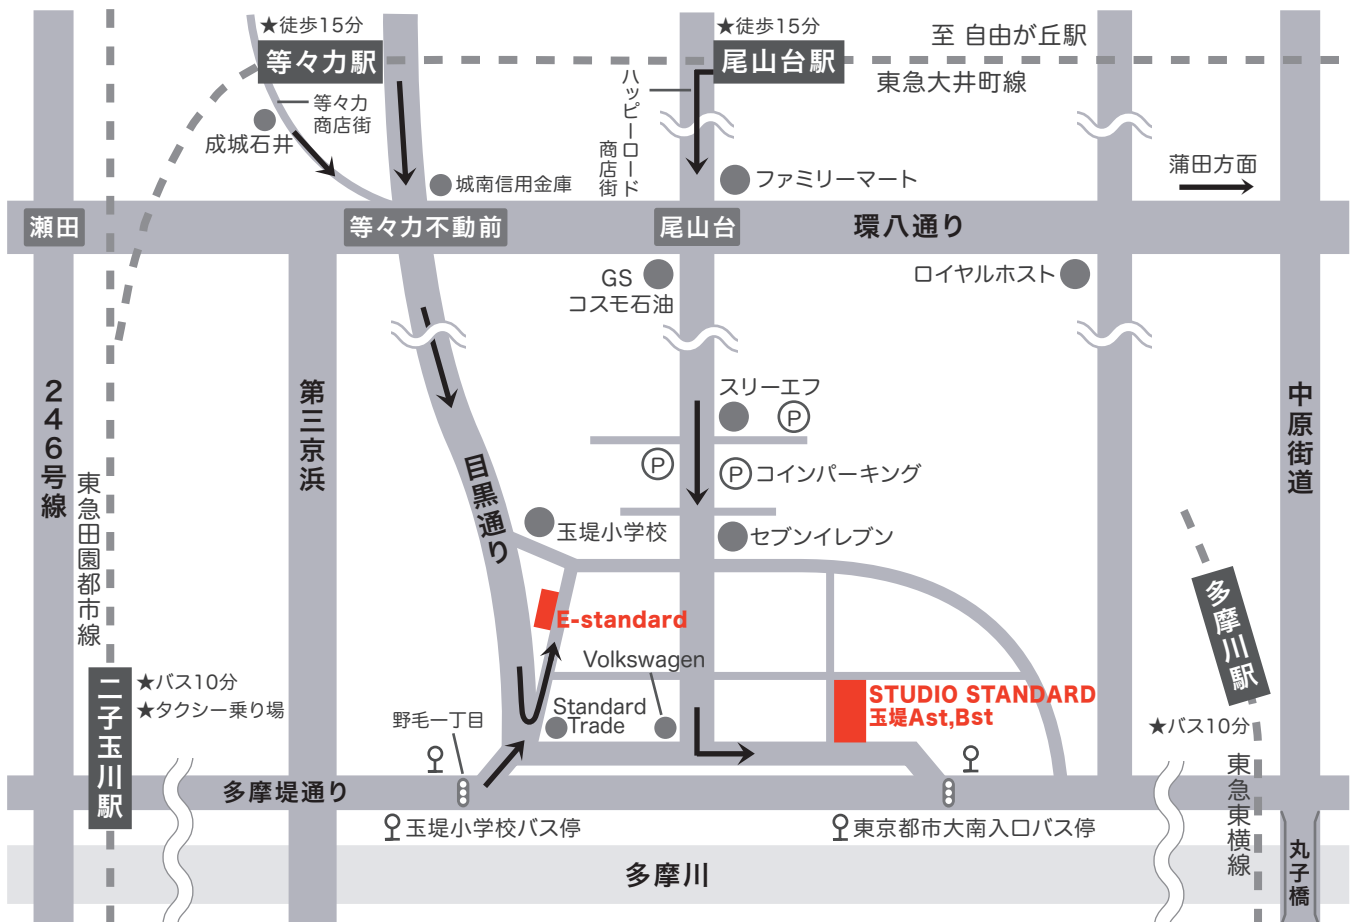 ★徒歩15分
等々力駅
★徒歩15分
尾山台駅
至 自由が丘駅
東急大井町線
等々力
商店街
成城石井
ハッピーロード
商店街
城南信用金庫
ファミリーマート
蒲田方面
瀬田
等々力不動前
尾山台
環八通り
GS
コスモ石油
ロイヤルホスト
246号線
第三京浜
中原街道
目黒通り
スリーエフ
P
P
P
コインパーキング
東急田園都市線
玉堤小学校
セブンイレブン
E-standard
多摩川駅
Volkswagen
二子玉川駅
★バス10分
★タクシー乗り場
STUDIO STANDARD
玉堤Ast,Bst
野毛一丁目
Standard
Trade
★バス10分
東急東横線
多摩堤通り
玉堤小学校バス停
東京都市大南入口バス停
多摩川
丸子橋